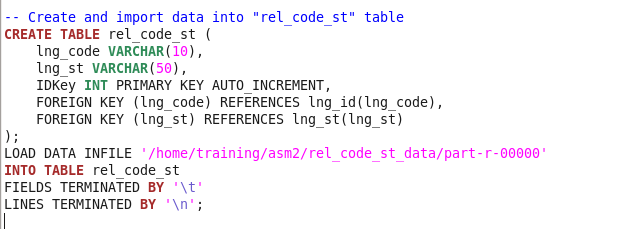 -- Create and import data into "rel_code_st" table
CREATE TABLE rel_code_st (
    lng_code VARCHAR(10),
    lng_st VARCHAR(50),
    IDKey INT PRIMARY KEY AUTO_INCREMENT,
    FOREIGN KEY (lng_code) REFERENCES lng_id(lng_code),
    FOREIGN KEY (lng_st) REFERENCES lng_st(lng_st)
);
LOAD DATA INFILE '/home/training/asm2/rel_code_st_data/part-r-00000'
INTO TABLE rel_code_st
FIELDS TERMINATED BY '\t'
LINES TERMINATED BY '\n';